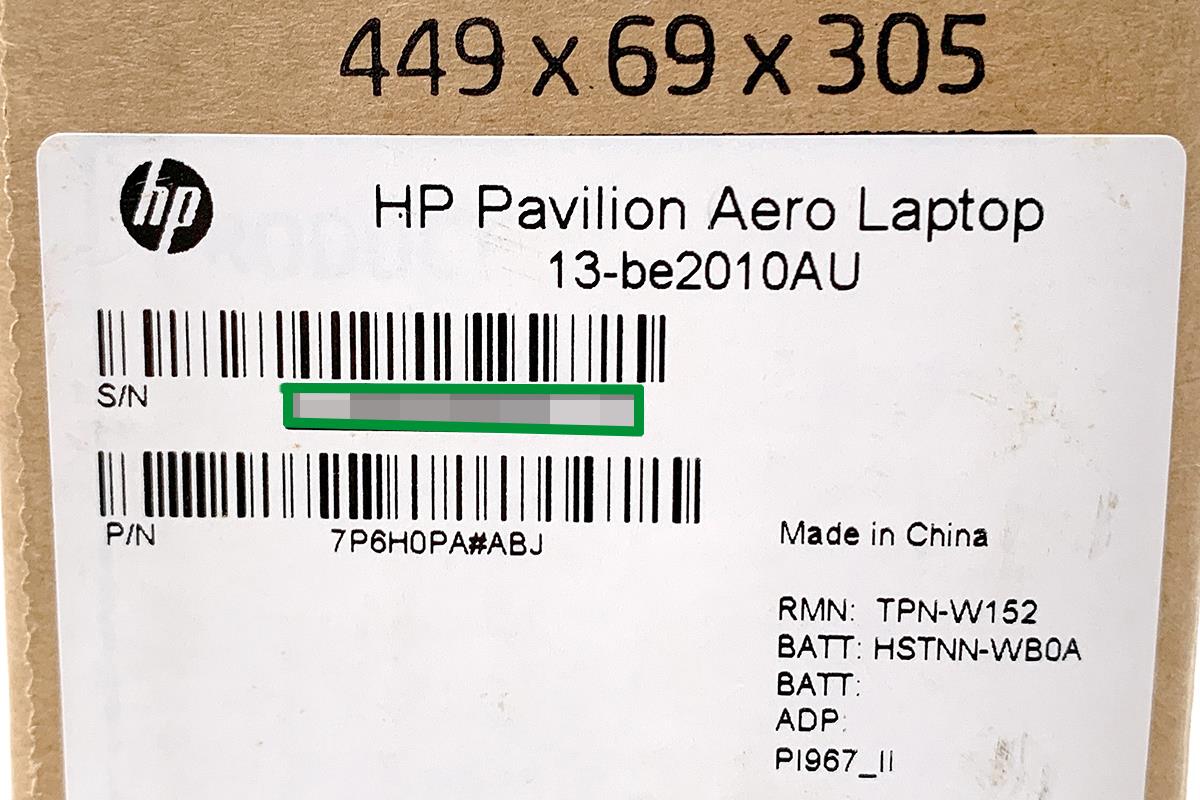 449 x 69 x 305
hp
HP Pavilion Aero Laptop
13-be2010AU
S/N
P/N
7P6H0PA#ABJ
Made in China
RMN: TPN-W152
BATT: HSTNN-WB0A
BATT:
ADP:
PI967_II